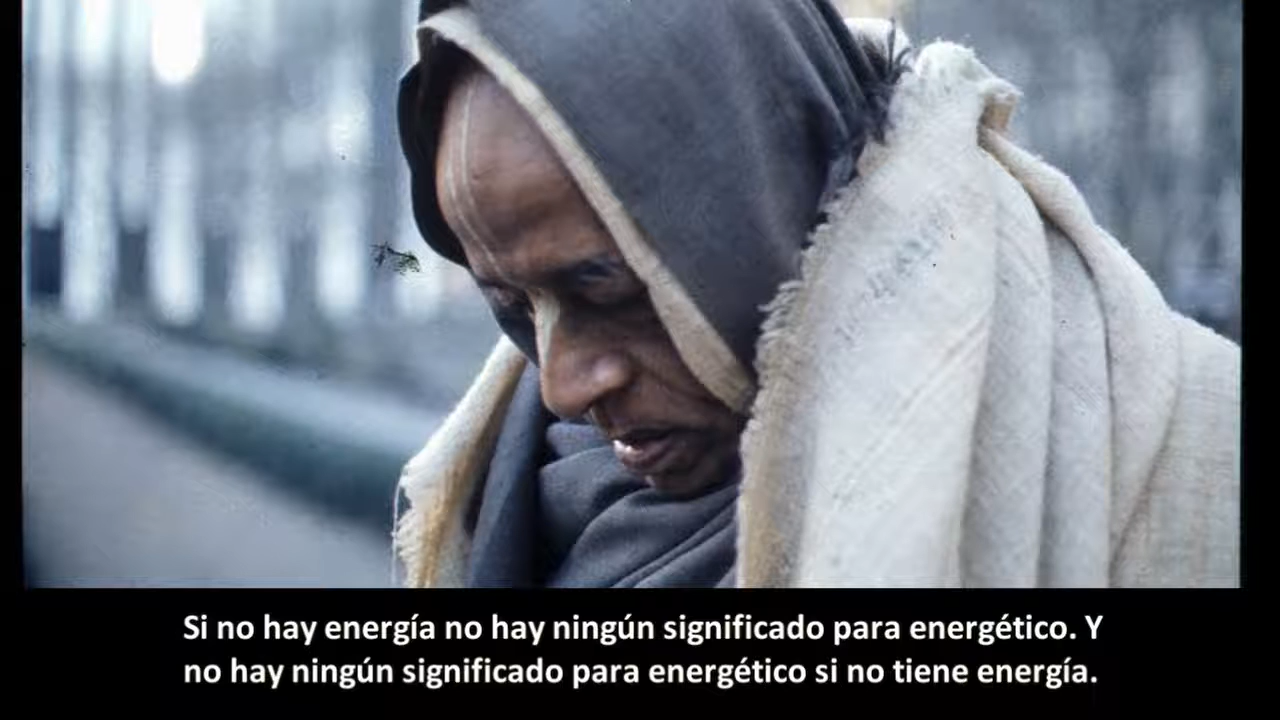 Si no hay energía no hay ningún significado para energético. Y
no hay ningún significado para energético si no tiene energía.